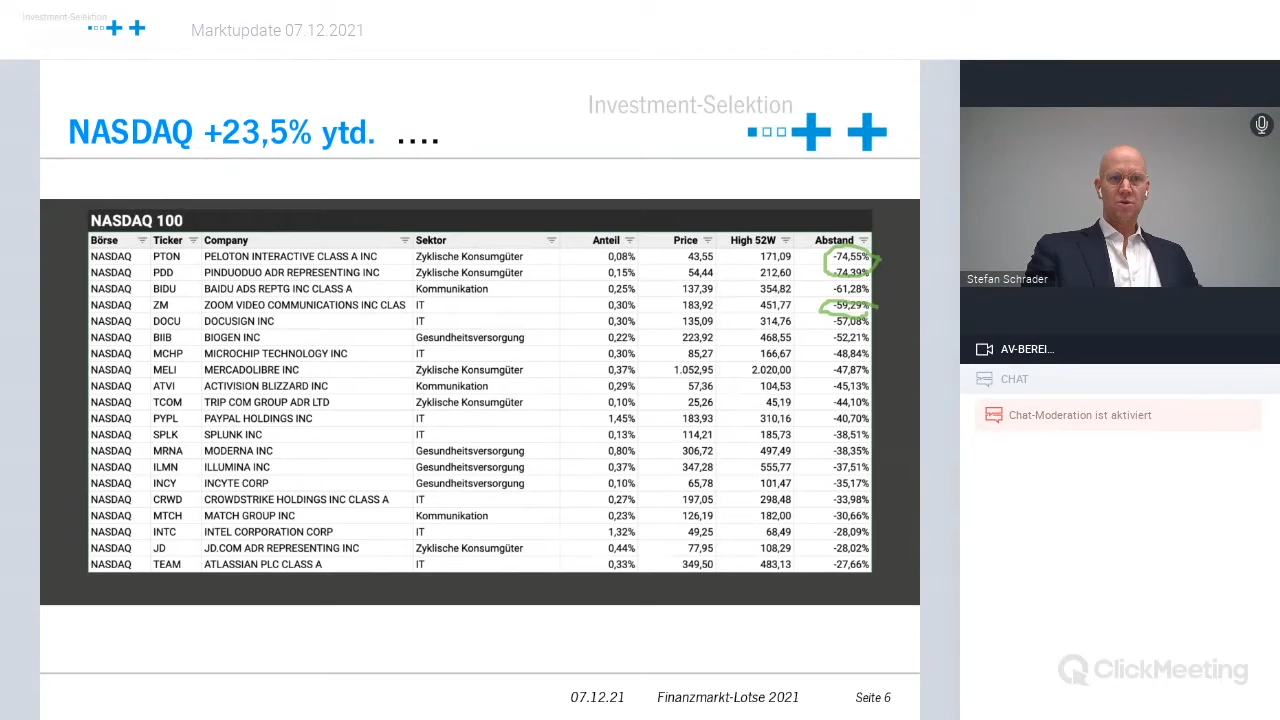 Investment-Selektion
Marktupdate 07.12.2021
Investment-Selektion
NASDAQ +23,5% ytd. ....
NASDAQ 100
Börse Ticker Company Sektor Anteil Price High 52W Abstand
NASDAQ PTON PELOTON INTERACTIVE CLASS A INC Zyklische Konsumgüter 0,08% 43,55 171,09 -74,55%
NASDAQ PDD PINDUODUO ADR REPRESENTING INC Zyklische Konsumgüter 0,15% 54,44 212,60 -74,39%
NASDAQ BIDU BAIDU ADS REPTG INC CLASS A Kommunikation 0,25% 137,39 354,82 -61,28%
NASDAQ ZM ZOOM VIDEO COMMUNICATIONS INC CLAS IT 0,30% 183,92 451,77 -59,29%
NASDAQ DOCU DOCUSIGN INC IT 0,30% 135,09 314,76 -57,08%
NASDAQ BIIB BIOGEN INC Gesundheitsversorgung 0,22% 223,92 468,55 -52,21%
NASDAQ MCHP MICROCHIP TECHNOLOGY INC IT 0,30% 85,27 166,67 -48,84%
NASDAQ MELI MERCADOLIBRE INC Zyklische Konsumgüter 0,37% 1.052,95 2.020,00 -47,87%
NASDAQ ATVI ACTIVISION BLIZZARD INC Kommunikation 0,29% 57,36 104,53 -45,13%
NASDAQ TCOM TRIP COM GROUP ADR LTD Zyklische Konsumgüter 0,10% 25,26 45,19 -44,10%
NASDAQ PYPL PAYPAL HOLDINGS INC IT 1,45% 183,93 310,16 -40,70%
NASDAQ SPLK SPLUNK INC IT 0,13% 114,21 185,73 -38,51%
NASDAQ MRNA MODERNA INC Gesundheitsversorgung 0,80% 306,72 497,49 -38,35%
NASDAQ ILMN ILLUMINA INC Gesundheitsversorgung 0,37% 347,28 555,77 -37,51%
NASDAQ INCY INCYTE CORP Gesundheitsversorgung 0,10% 65,78 101,47 -35,17%
NASDAQ CRWD CROWDSTRIKE HOLDINGS INC CLASS A IT 0,27% 197,05 298,48 -33,98%
NASDAQ MTCH MATCH GROUP INC Kommunikation 0,23% 126,19 182,00 -30,66%
NASDAQ INTC INTEL CORPORATION CORP IT 1,32% 49,25 68,49 -28,09%
NASDAQ JD JD.COM ADR REPRESENTING INC Zyklische Konsumgüter 0,44% 77,95 108,29 -28,02%
NASDAQ TEAM ATLASSIAN PLC CLASS A IT 0,33% 349,50 483,13 -27,66%
07.12.21 Finanzmarkt-Lotse 2021 Seite 6
Stefan Schrader
AV-BEREI...
CHAT
Chat-Moderation ist aktiviert
ClickMeeting